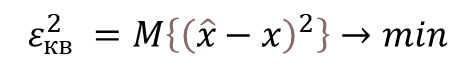 ε²кв = M{(x̂ − x)²} → min